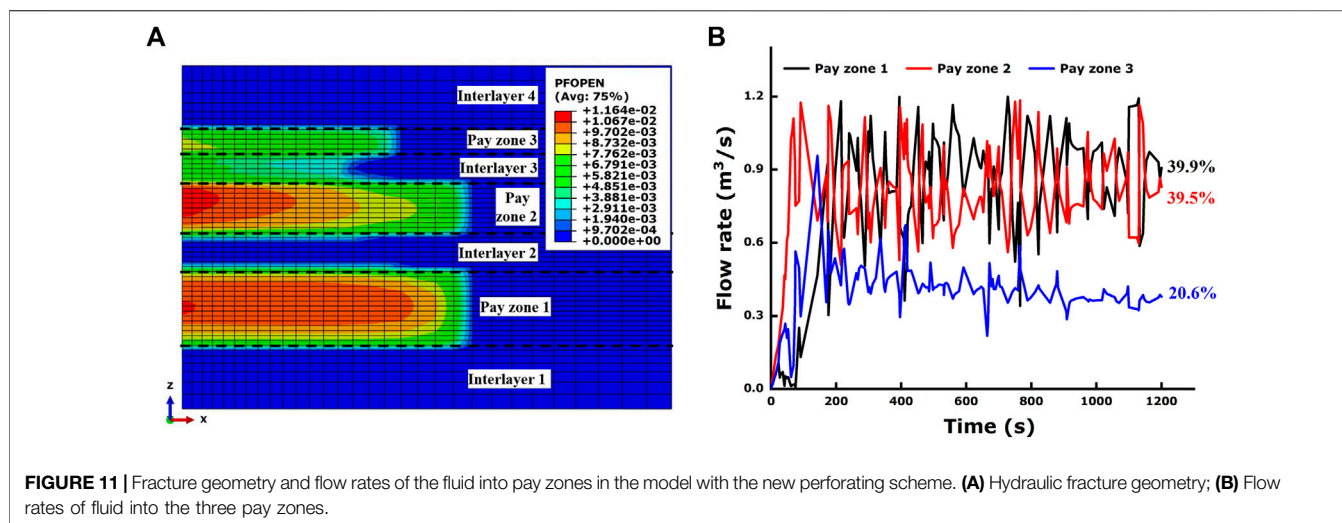 A
PFOPEN
(Avg: 75%)
+1.164e-02
+1.067e-02
+9.702e-03
+8.732e-03
+7.762e-03
+6.791e-03
+5.821e-03
+4.851e-03
+3.881e-03
+2.911e-03
+1.940e-03
+9.702e-04
+0.000e+00
Interlayer 4
Pay zone 3
Interlayer 3
Pay
zone 2
Interlayer 2
Pay zone 1
Interlayer 1
z
x
B
Pay zone 1 Pay zone 2 Pay zone 3
Flow rate (m³/s)
1.2
0.9
0.6
0.3
0.0
39.9%
39.5%
20.6%
0 200 400 600 800 1000 1200
Time (s)
FIGURE 11 | Fracture geometry and flow rates of the fluid into pay zones in the model with the new perforating scheme. (A) Hydraulic fracture geometry; (B) Flow
rates of fluid into the three pay zones.